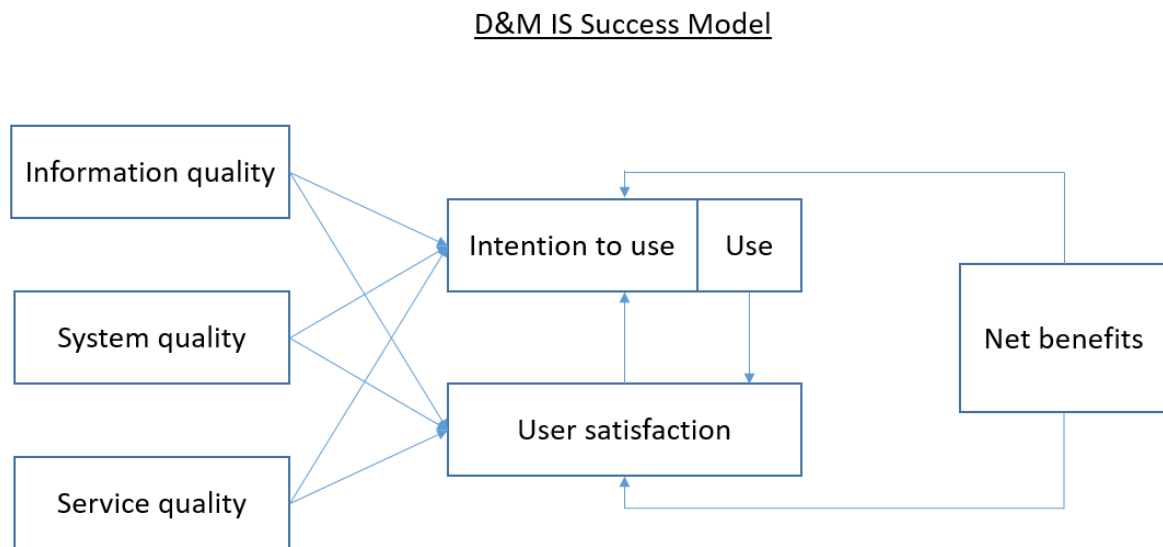 D&M IS Success Model
Information quality
Intention to use
Use
System quality
Net benefits
User satisfaction
Service quality